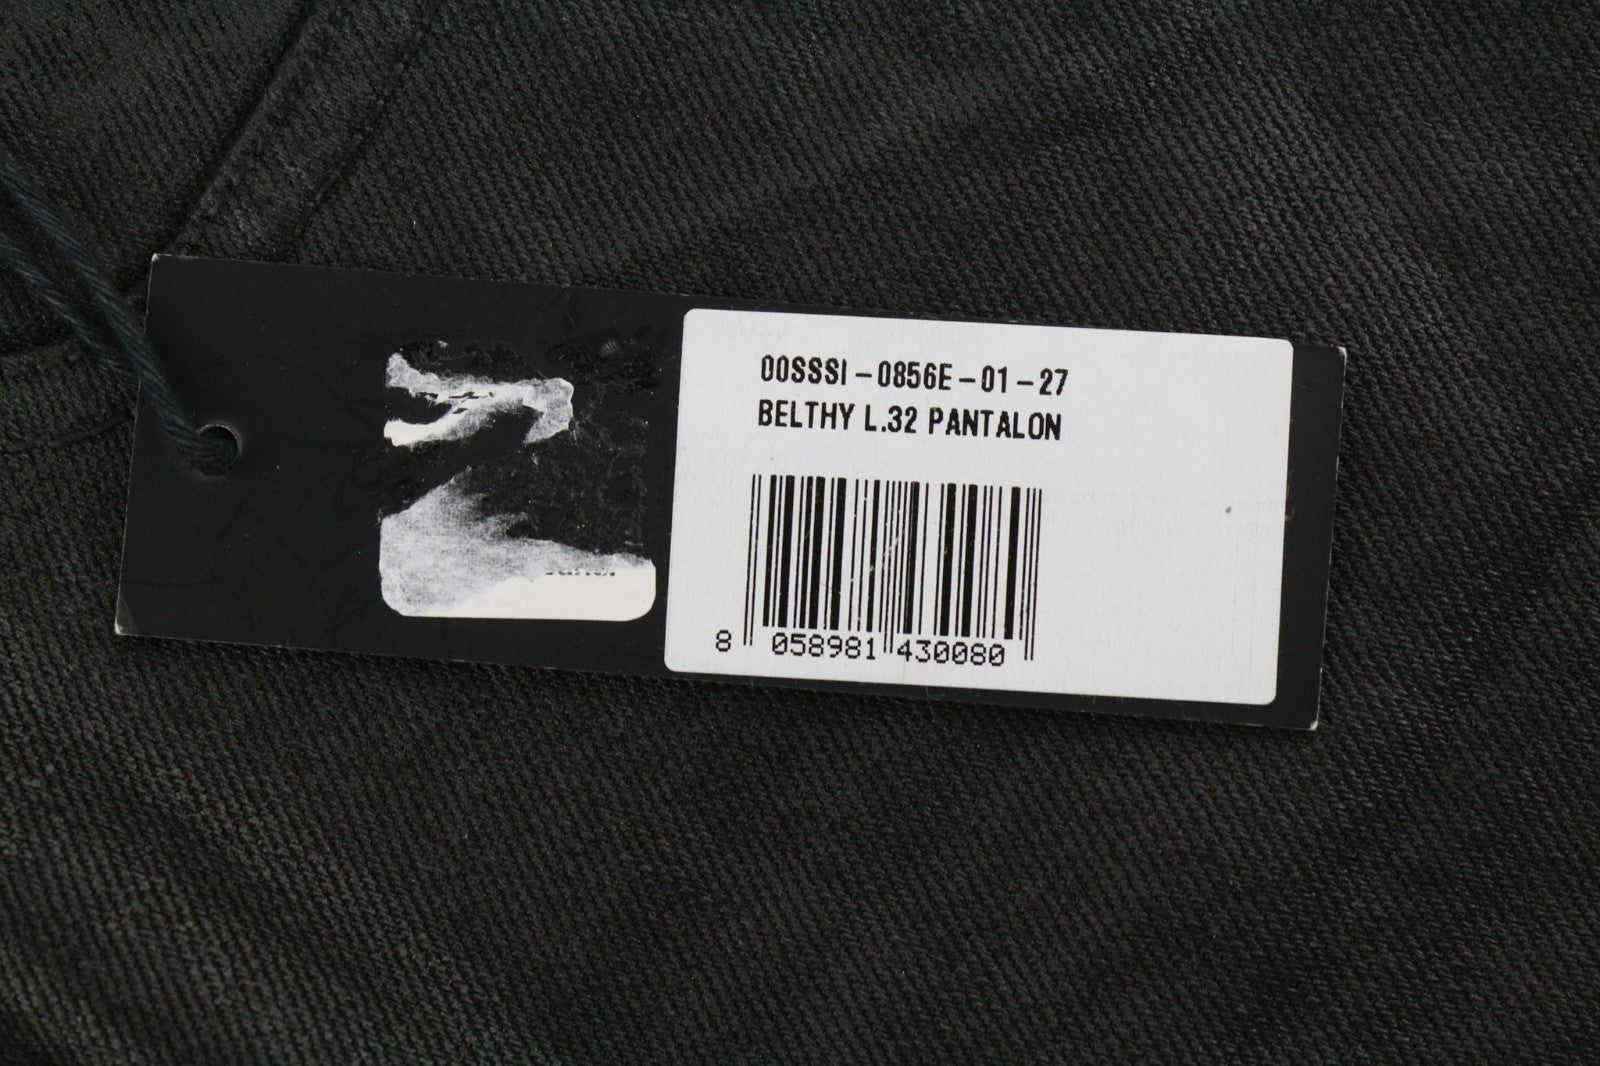 00SSSI-0856E-01-27
BELTHY L.32 PANTALON
8 058981 430080